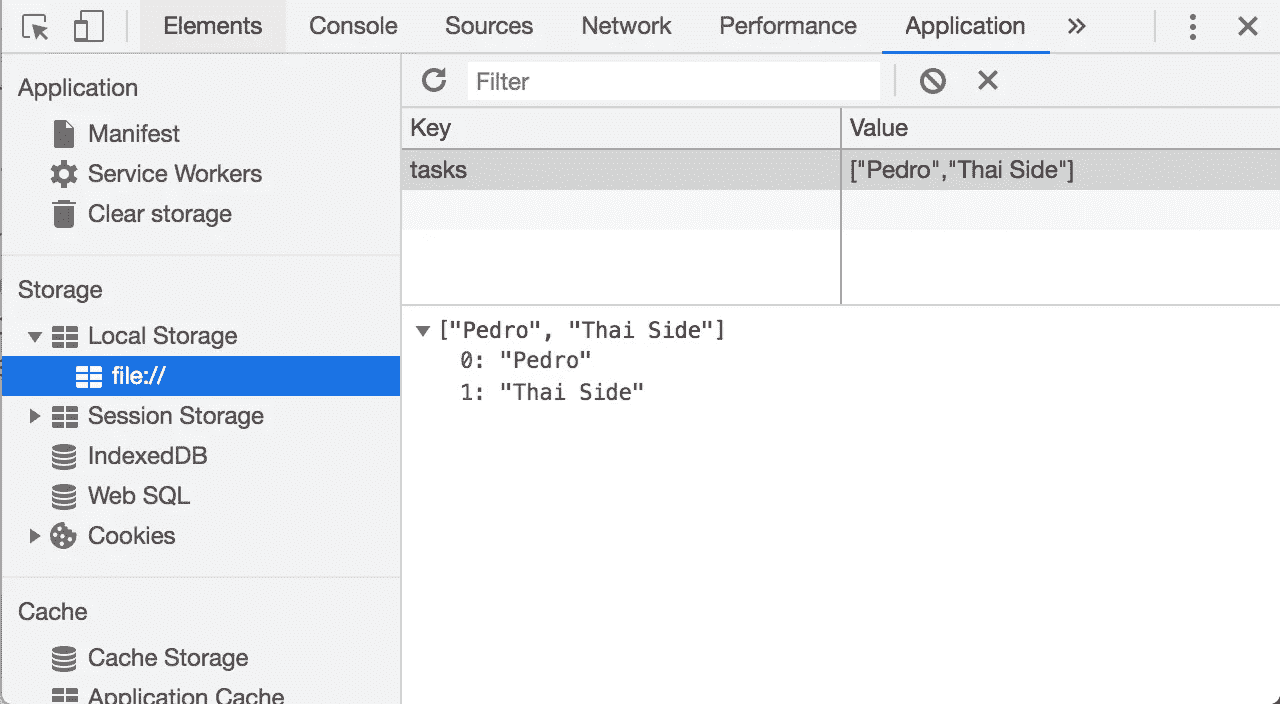 Elements Console Sources Network Performance Application »
Application
Manifest
Service Workers
Clear storage
Storage
Local Storage
file://
Session Storage
IndexedDB
Web SQL
Cookies
Cache
Cache Storage
Application Cache
Filter
Key Value
tasks ["Pedro","Thai Side"]
["Pedro", "Thai Side"]
0: "Pedro"
1: "Thai Side"